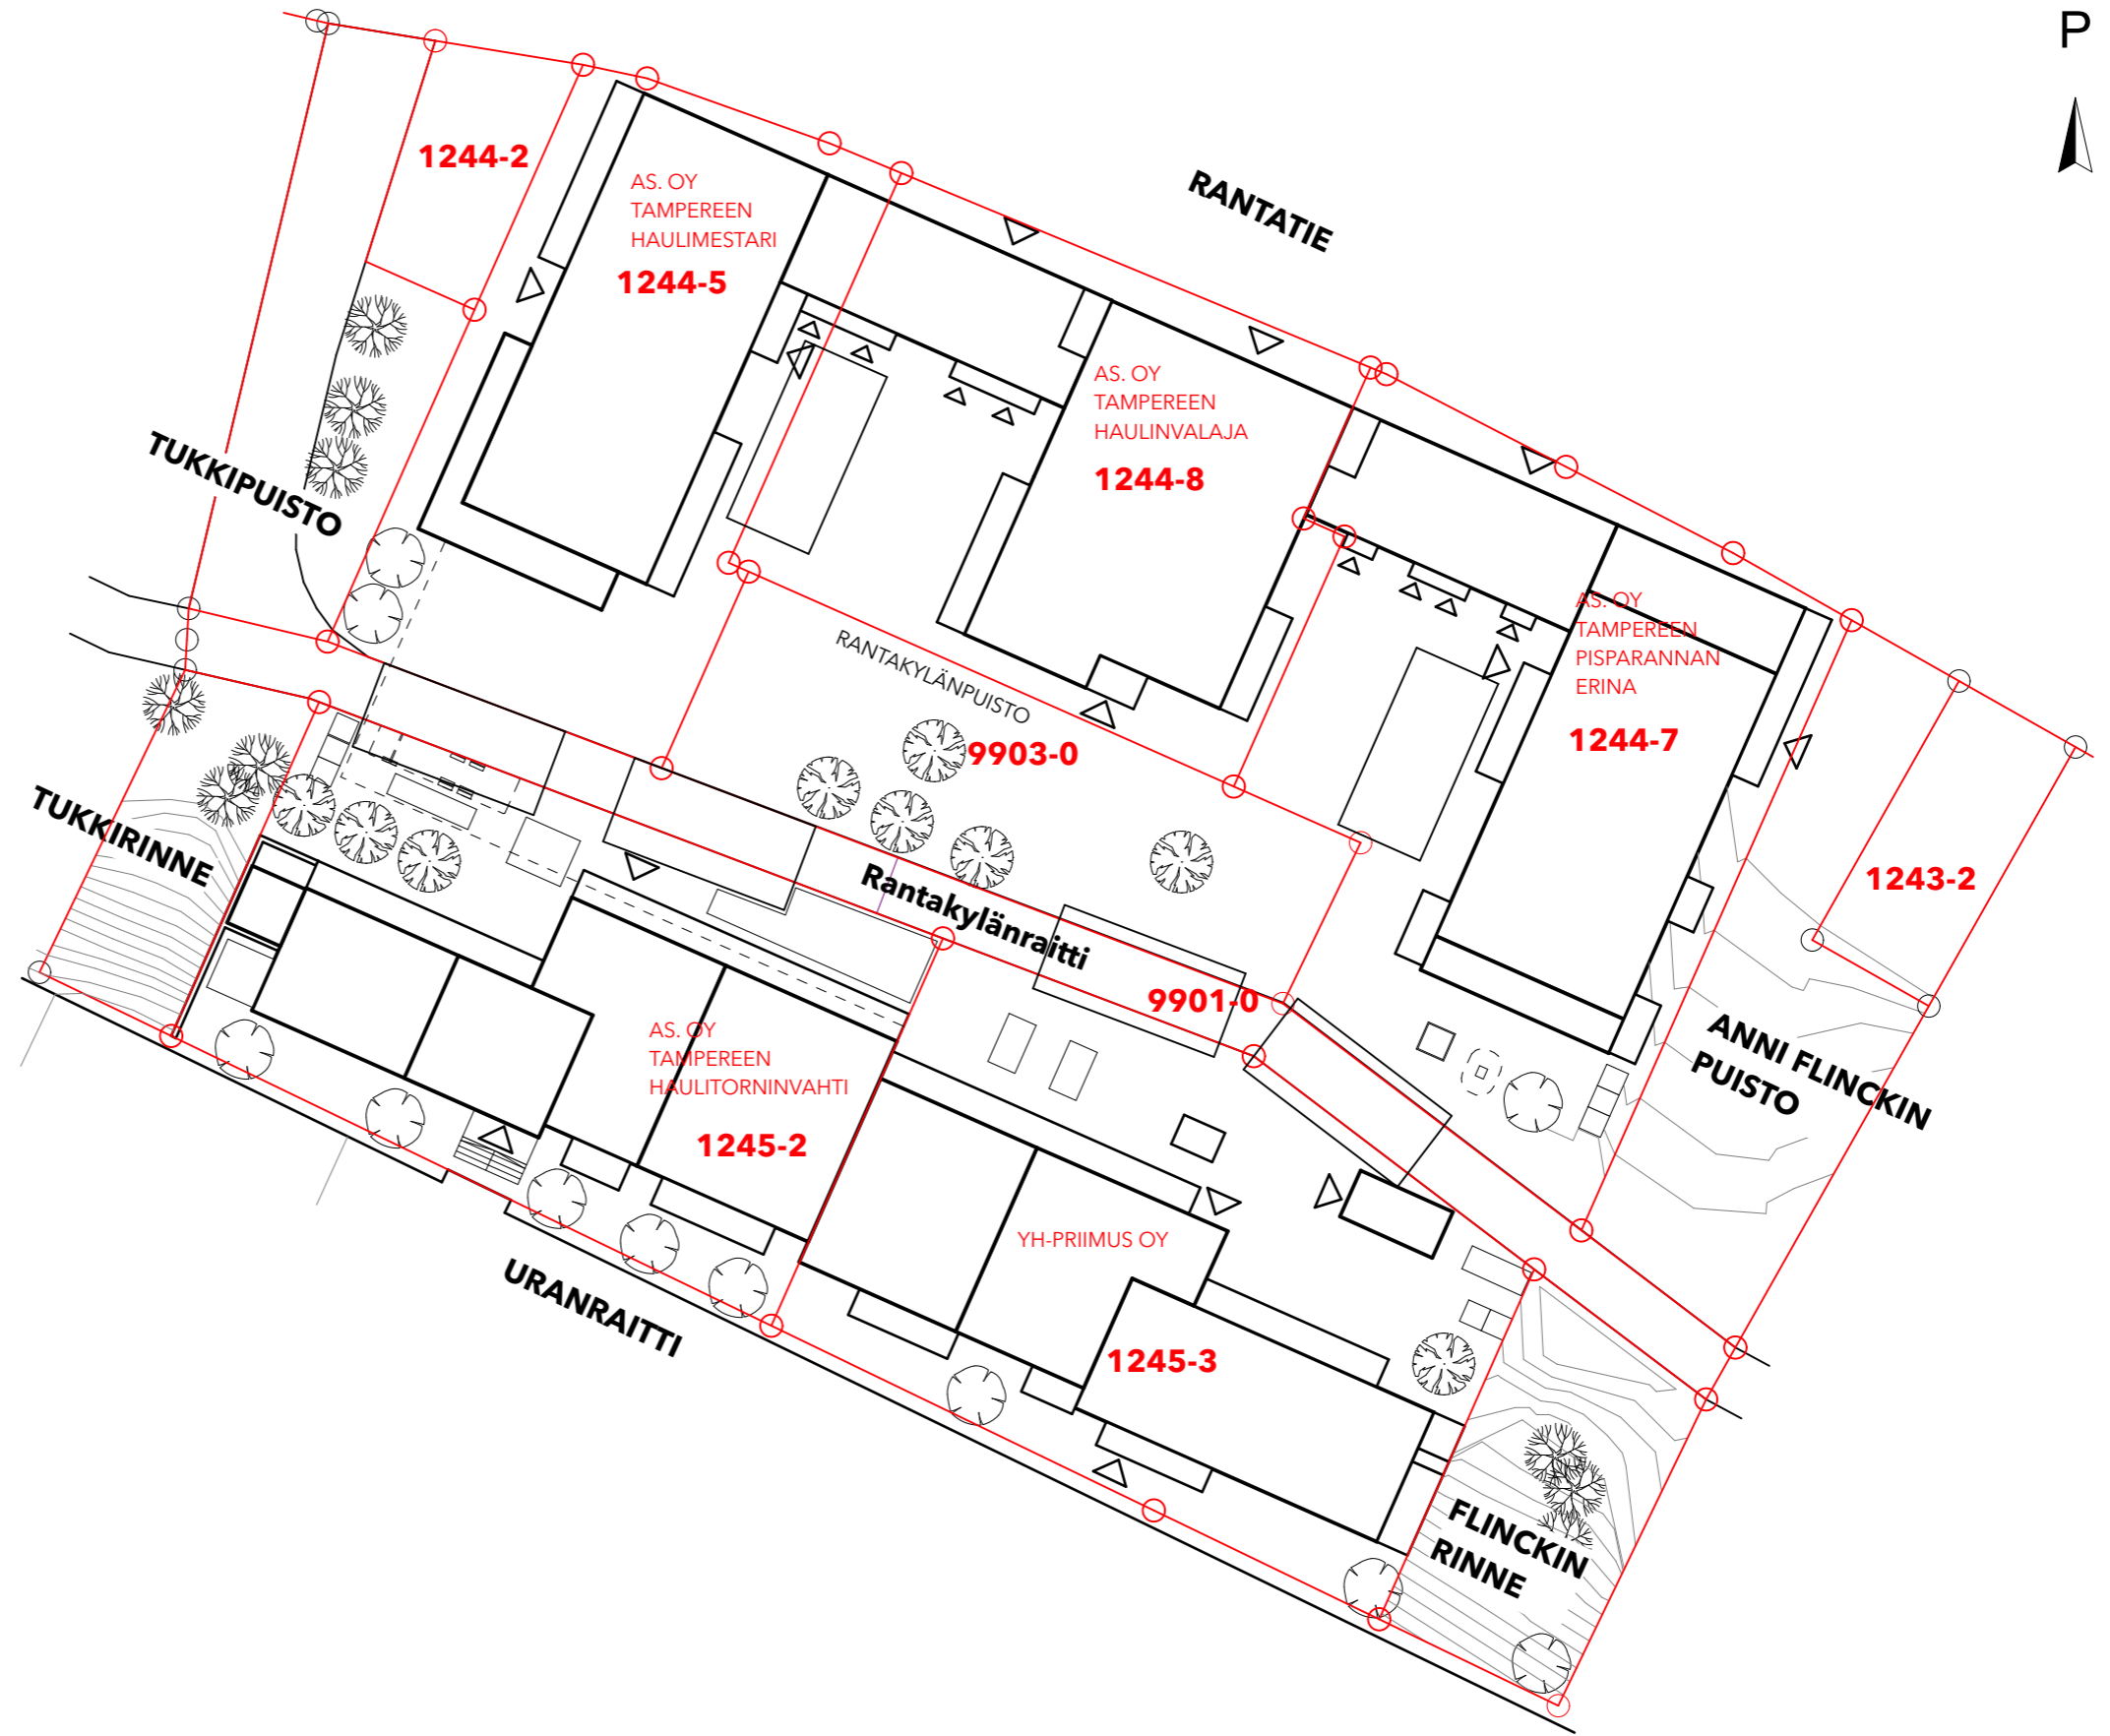 P
1244-2
AS. OY
TAMPEREEN
HAULIMESTARI
1244-5
RANTATIE
AS. OY
TAMPEREEN
HAULINVALAJA
1244-8
TUKKIPUISTO
AS. OY
TAMPEREEN
PISPARANNAN
ERINA
1244-7
RANTAKYLÄNPUISTO
9903-0
TUKKIRINNE
Rantakylänraitti
9901-0
1243-2
ANNI FLINCKIN
PUISTO
AS. OY
TAMPEREEN
HAULITORNINVAHTI
1245-2
YH-PRIIMUS OY
1245-3
URANRAITTI
FLINCKIN
RINNE